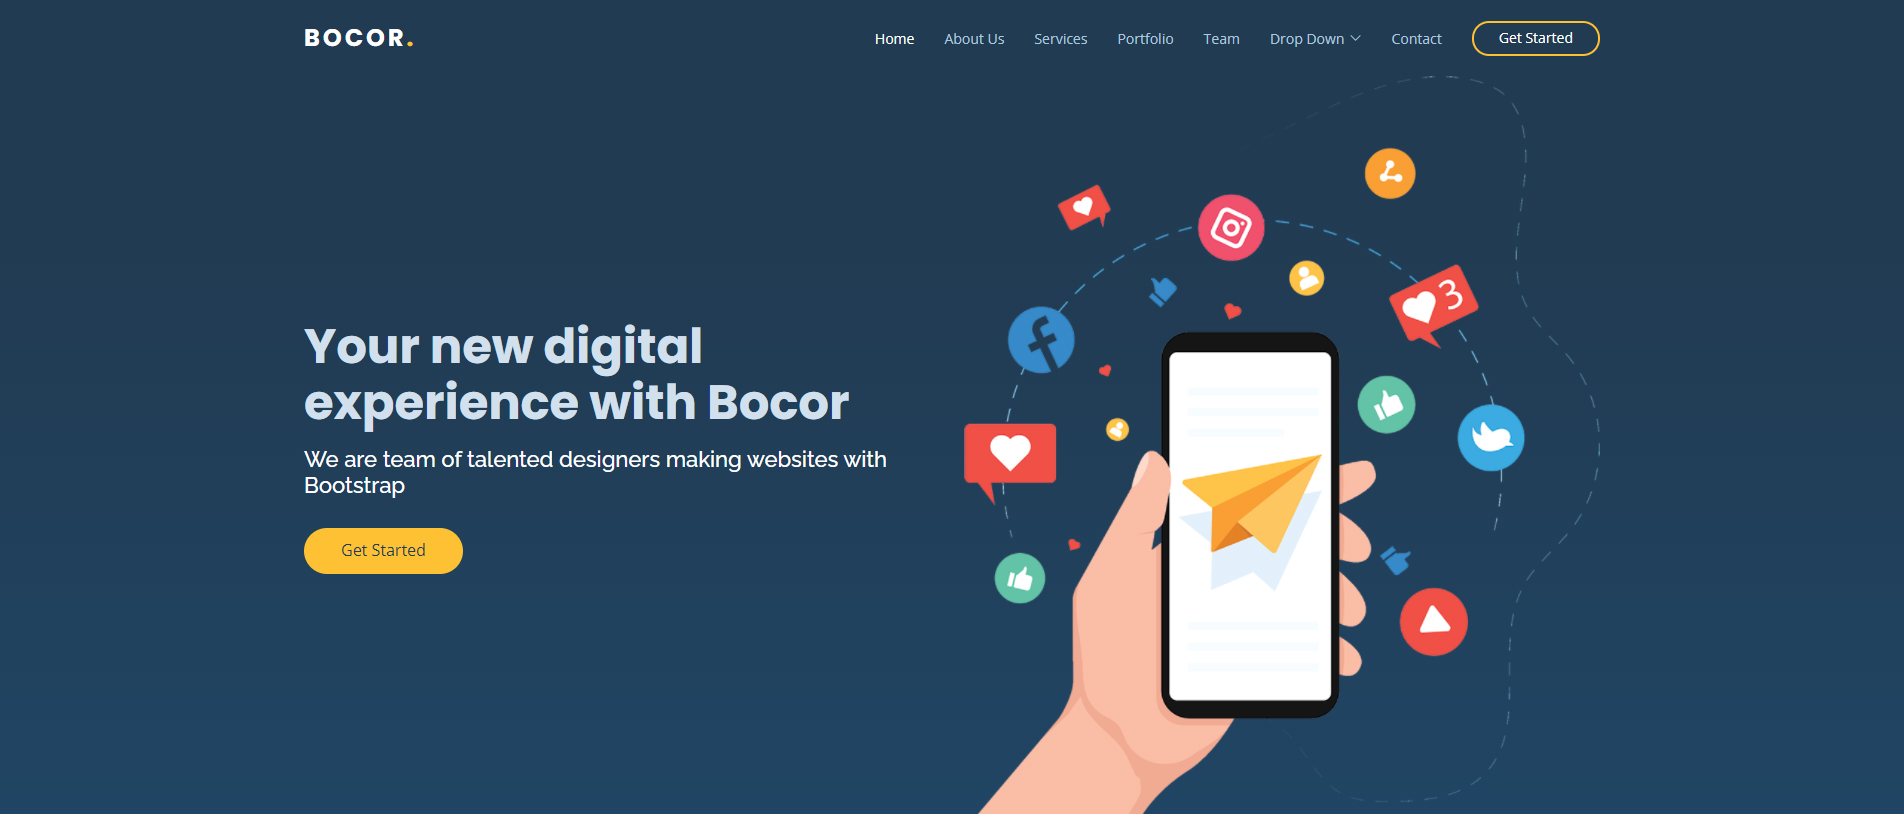 BOCOR.
Home About Us Services Portfolio Team Drop Down Contact Get Started
3
Your new digital
experience with Bocor
We are team of talented designers making websites with
Bootstrap
Get Started